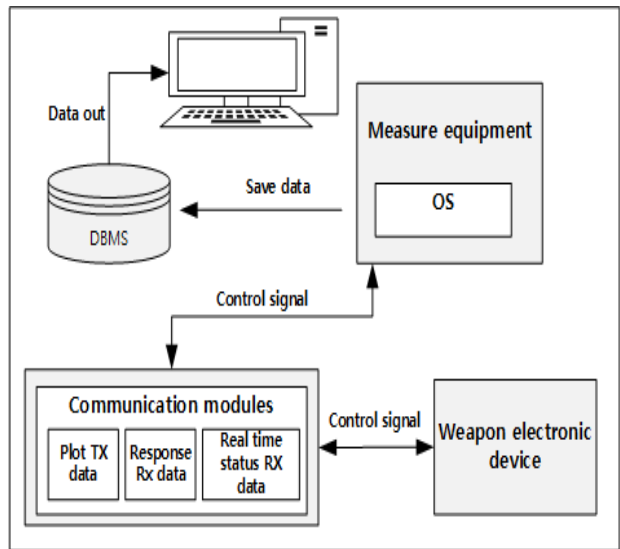 Data out
Measure equipment
OS
Save data
DBMS
Control signal
Communication modules
Plot TX
data
Response
Rx data
Real time
status RX
data
Control signal
Weapon electronic
device